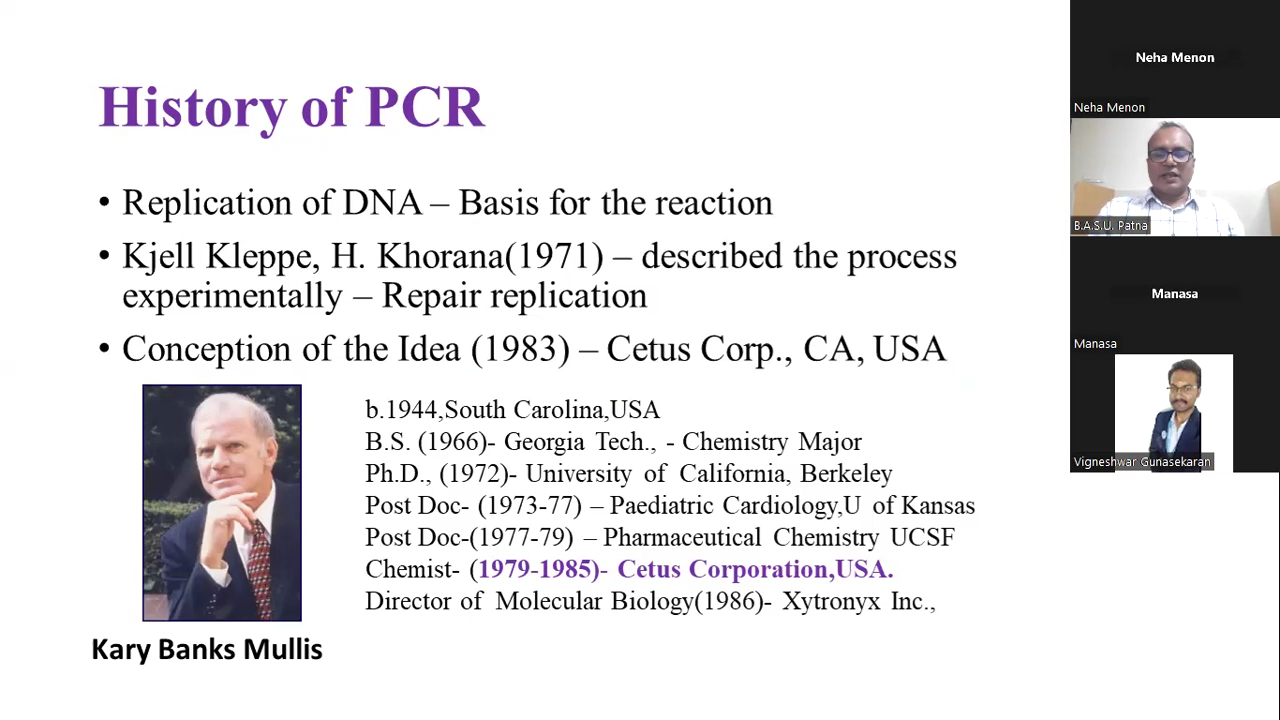 History of PCR
• Replication of DNA – Basis for the reaction
• Kjell Kleppe, H. Khorana(1971) – described the process
experimentally – Repair replication
• Conception of the Idea (1983) – Cetus Corp., CA, USA
b.1944,South Carolina,USA
B.S. (1966)- Georgia Tech., - Chemistry Major
Ph.D., (1972)- University of California, Berkeley
Post Doc- (1973-77) – Paediatric Cardiology,U of Kansas
Post Doc-(1977-79) – Pharmaceutical Chemistry UCSF
Chemist- (1979-1985)- Cetus Corporation,USA.
Director of Molecular Biology(1986)- Xytronyx Inc.,
Kary Banks Mullis
Neha Menon
Neha Menon
B.A.S.U. Patna
Manasa
Manasa
Vigneshwar Gunasekaran